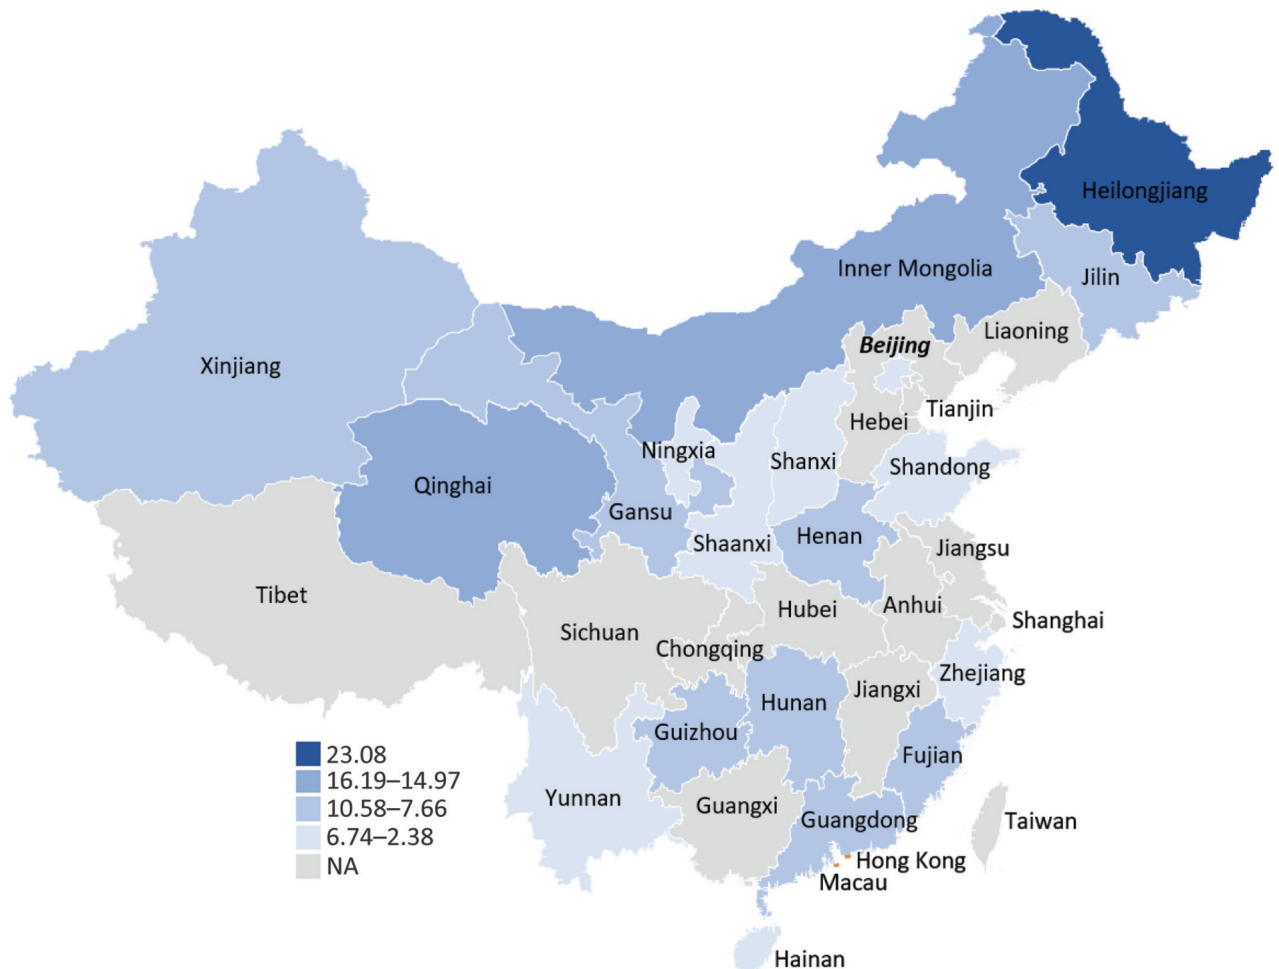 Heilongjiang
Inner Mongolia
Jilin
Liaoning
Beijing
Xinjiang
Tianjin
Hebei
Ningxia
Shanxi
Shandong
Qinghai
Gansu
Henan
Shaanxi
Jiangsu
Tibet
Hubei
Anhui
Shanghai
Sichuan
Chongqing
Zhejiang
Jiangxi
Hunan
Guizhou
Fujian
Yunnan
Guangxi
Guangdong
Taiwan
Hong Kong
Macau
Hainan
23.08
16.19–14.97
10.58–7.66
6.74–2.38
NA